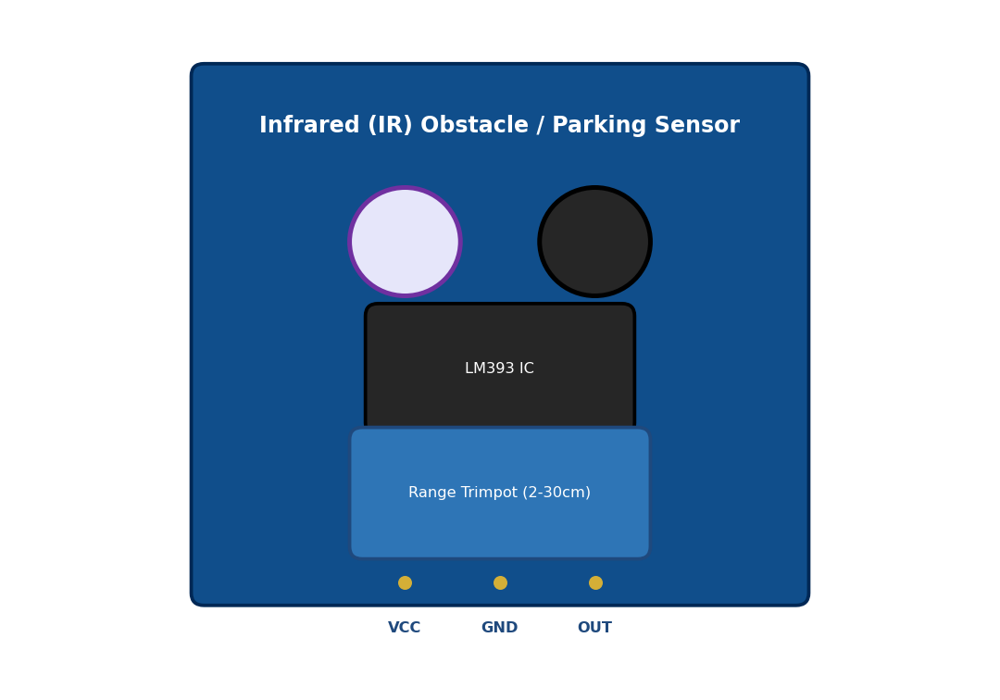 Infrared (IR) Obstacle / Parking Sensor
LM393 IC
Range Trimpot (2-30cm)
VCC GND OUT